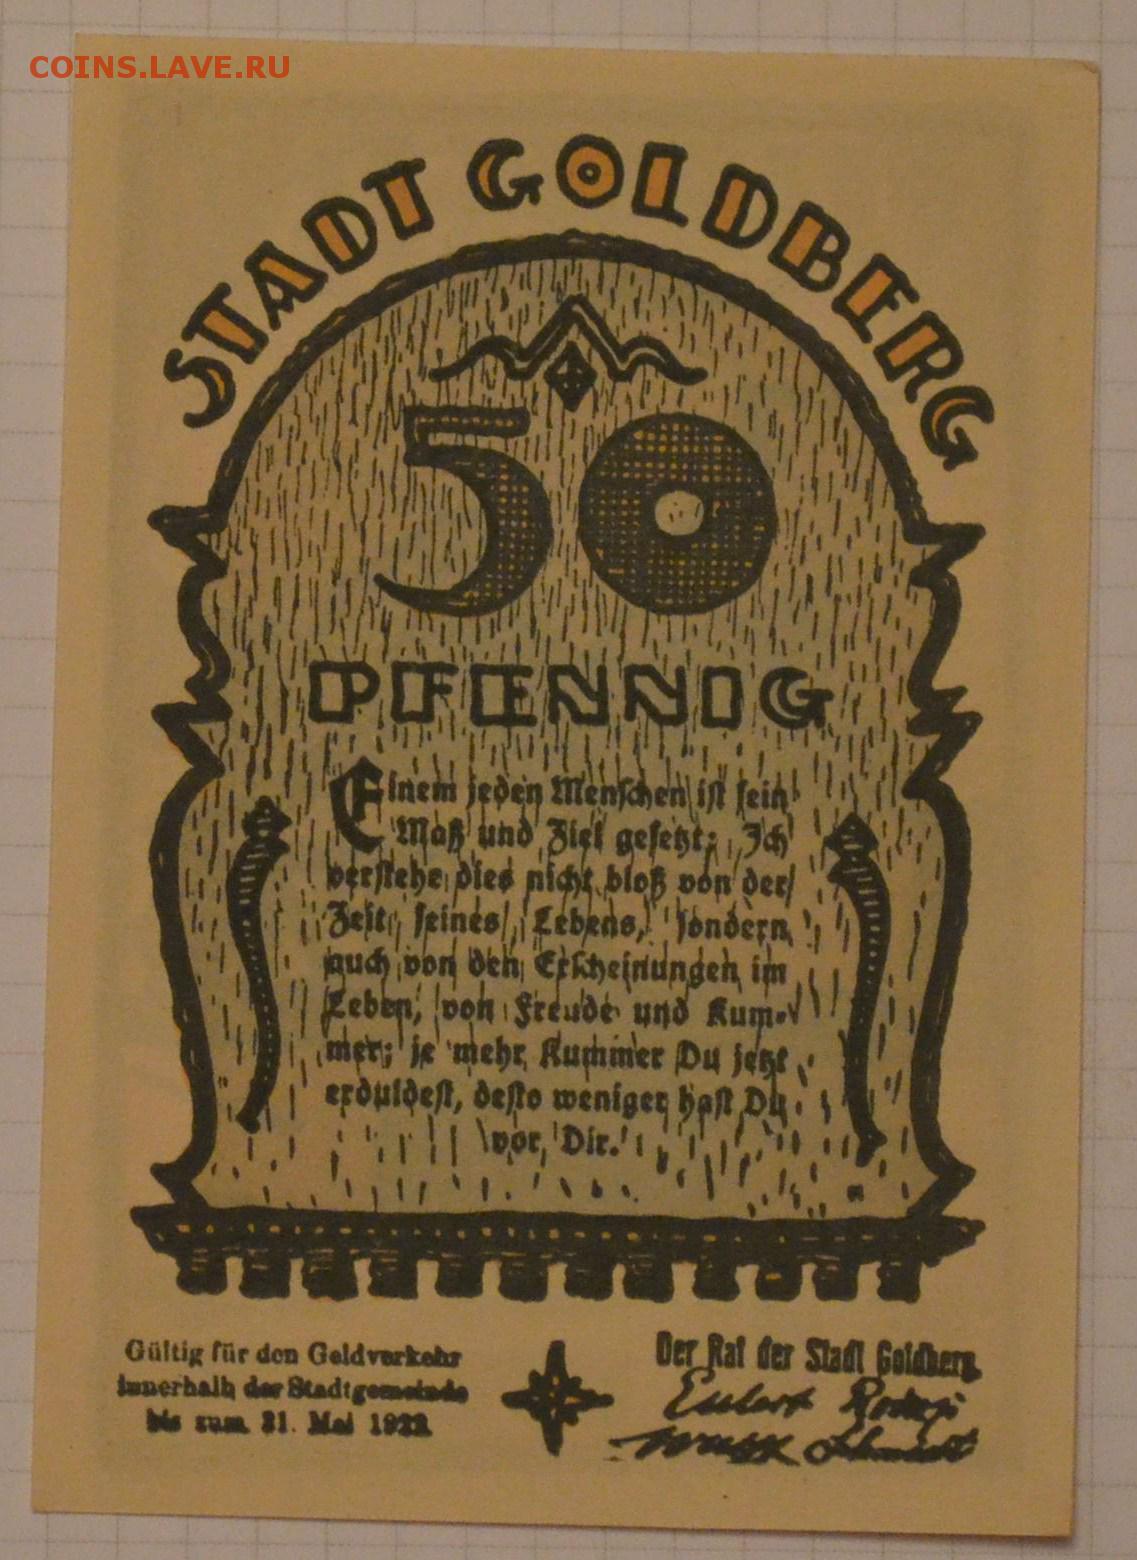 COINS.LAVE.RU
STADT GOLDBERG
50
PFENNIG
Einem jeden Menschen ist sein
Maß und Ziel gesetzt; Ich
verstehe dies nicht bloß von der
Zeit seines Lebens, sondern
auch von den Erscheinungen im
Leben, von Freude und Kum-
mer; je mehr Kummer Du jetzt
erduldest, desto weniger hast Du
vor Dir.
Gültig für den Geldverkehr
innerhalb der Stadtgemeinde
bis zum 31. Mai 1922
Der Rat der Stadt Goldberg